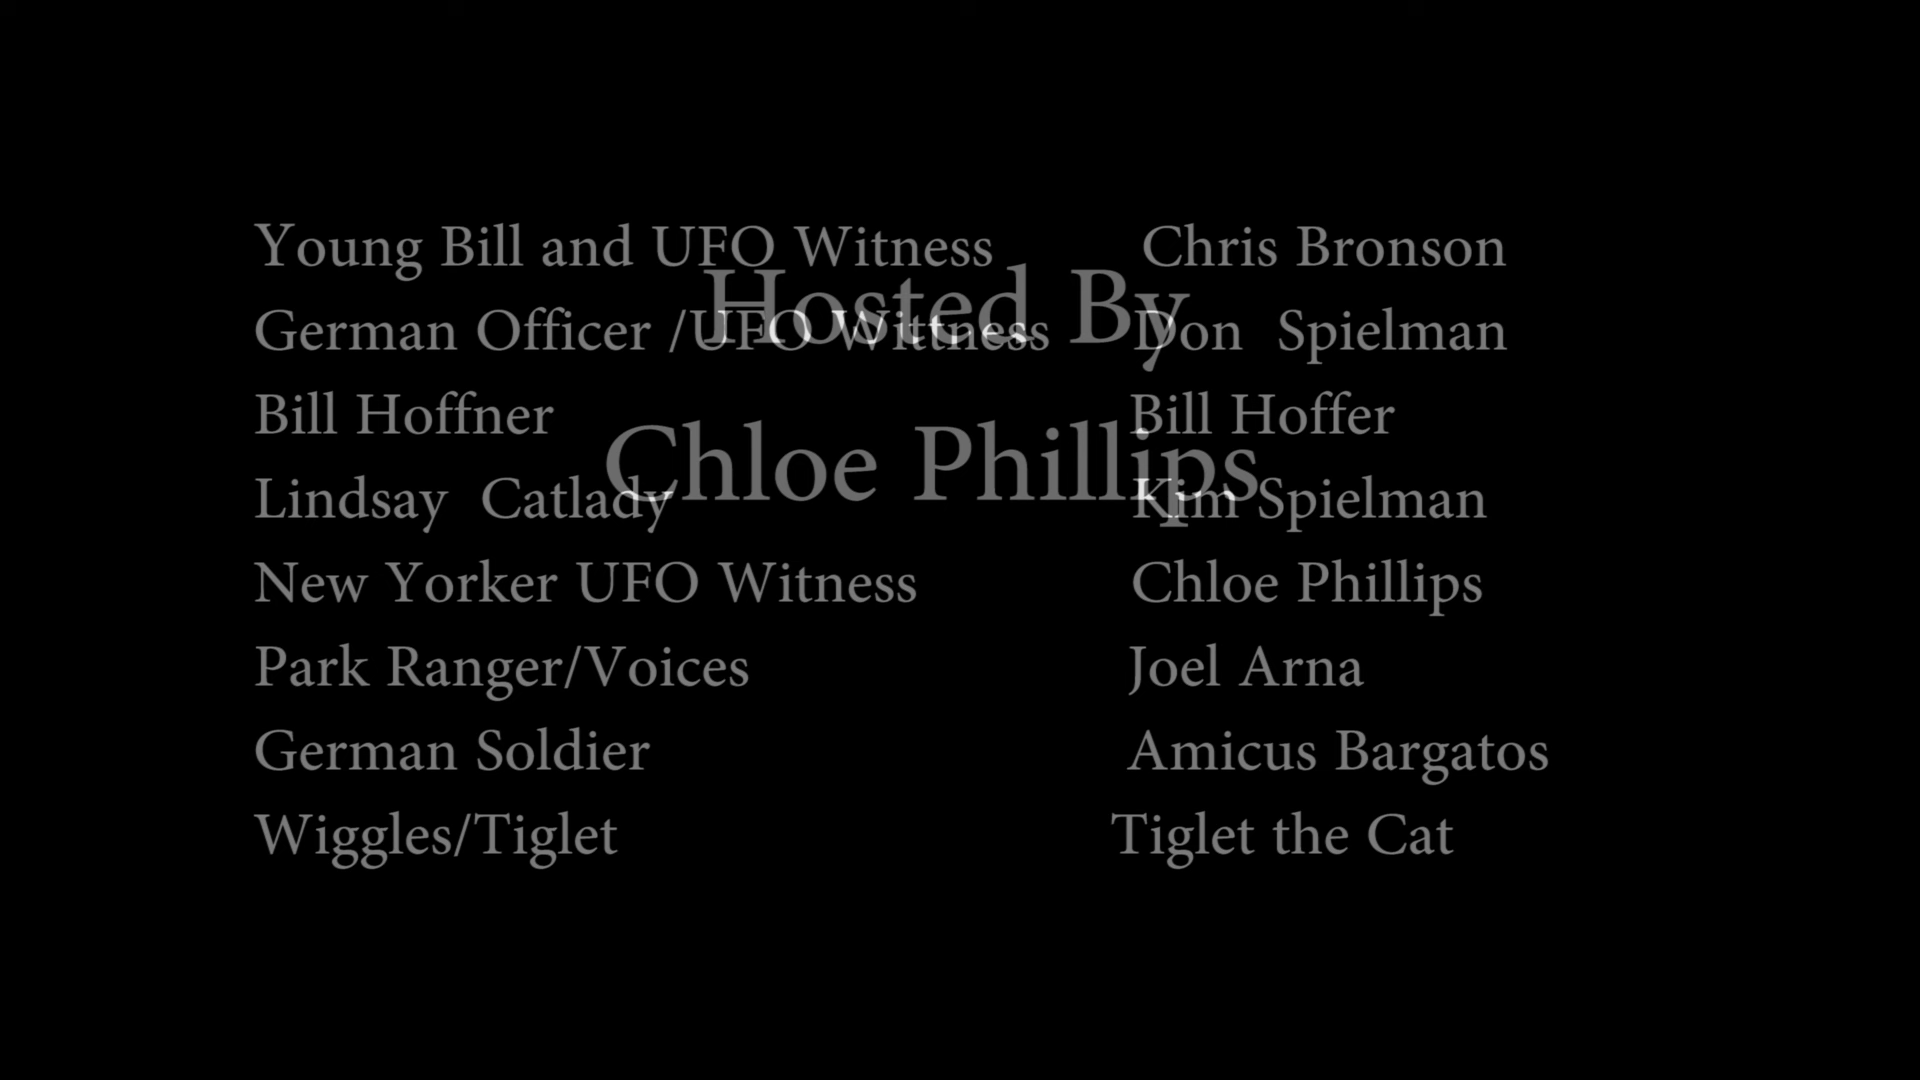 Young Bill and UFO Witness Chris Bronson
Hosted By
German Officer /UFO Wittness Don Spielman
Bill Hoffner Bill Hoffer
Chloe Phillips
Lindsay Catlady Kim Spielman
New Yorker UFO Witness Chloe Phillips
Park Ranger/Voices Joel Arna
German Soldier Amicus Bargatos
Wiggles/Tiglet Tiglet the Cat